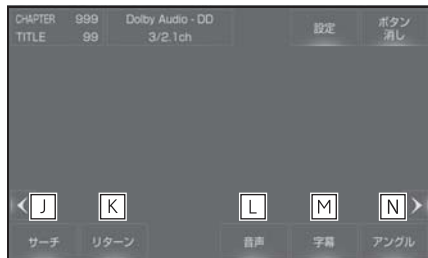 CHAPTER 999 Dolby Audio - DD 設定 ボタン
TITLE 99 3/2.1ch 消し
J K L M N
サーチ リターン 音声 字幕 アングル